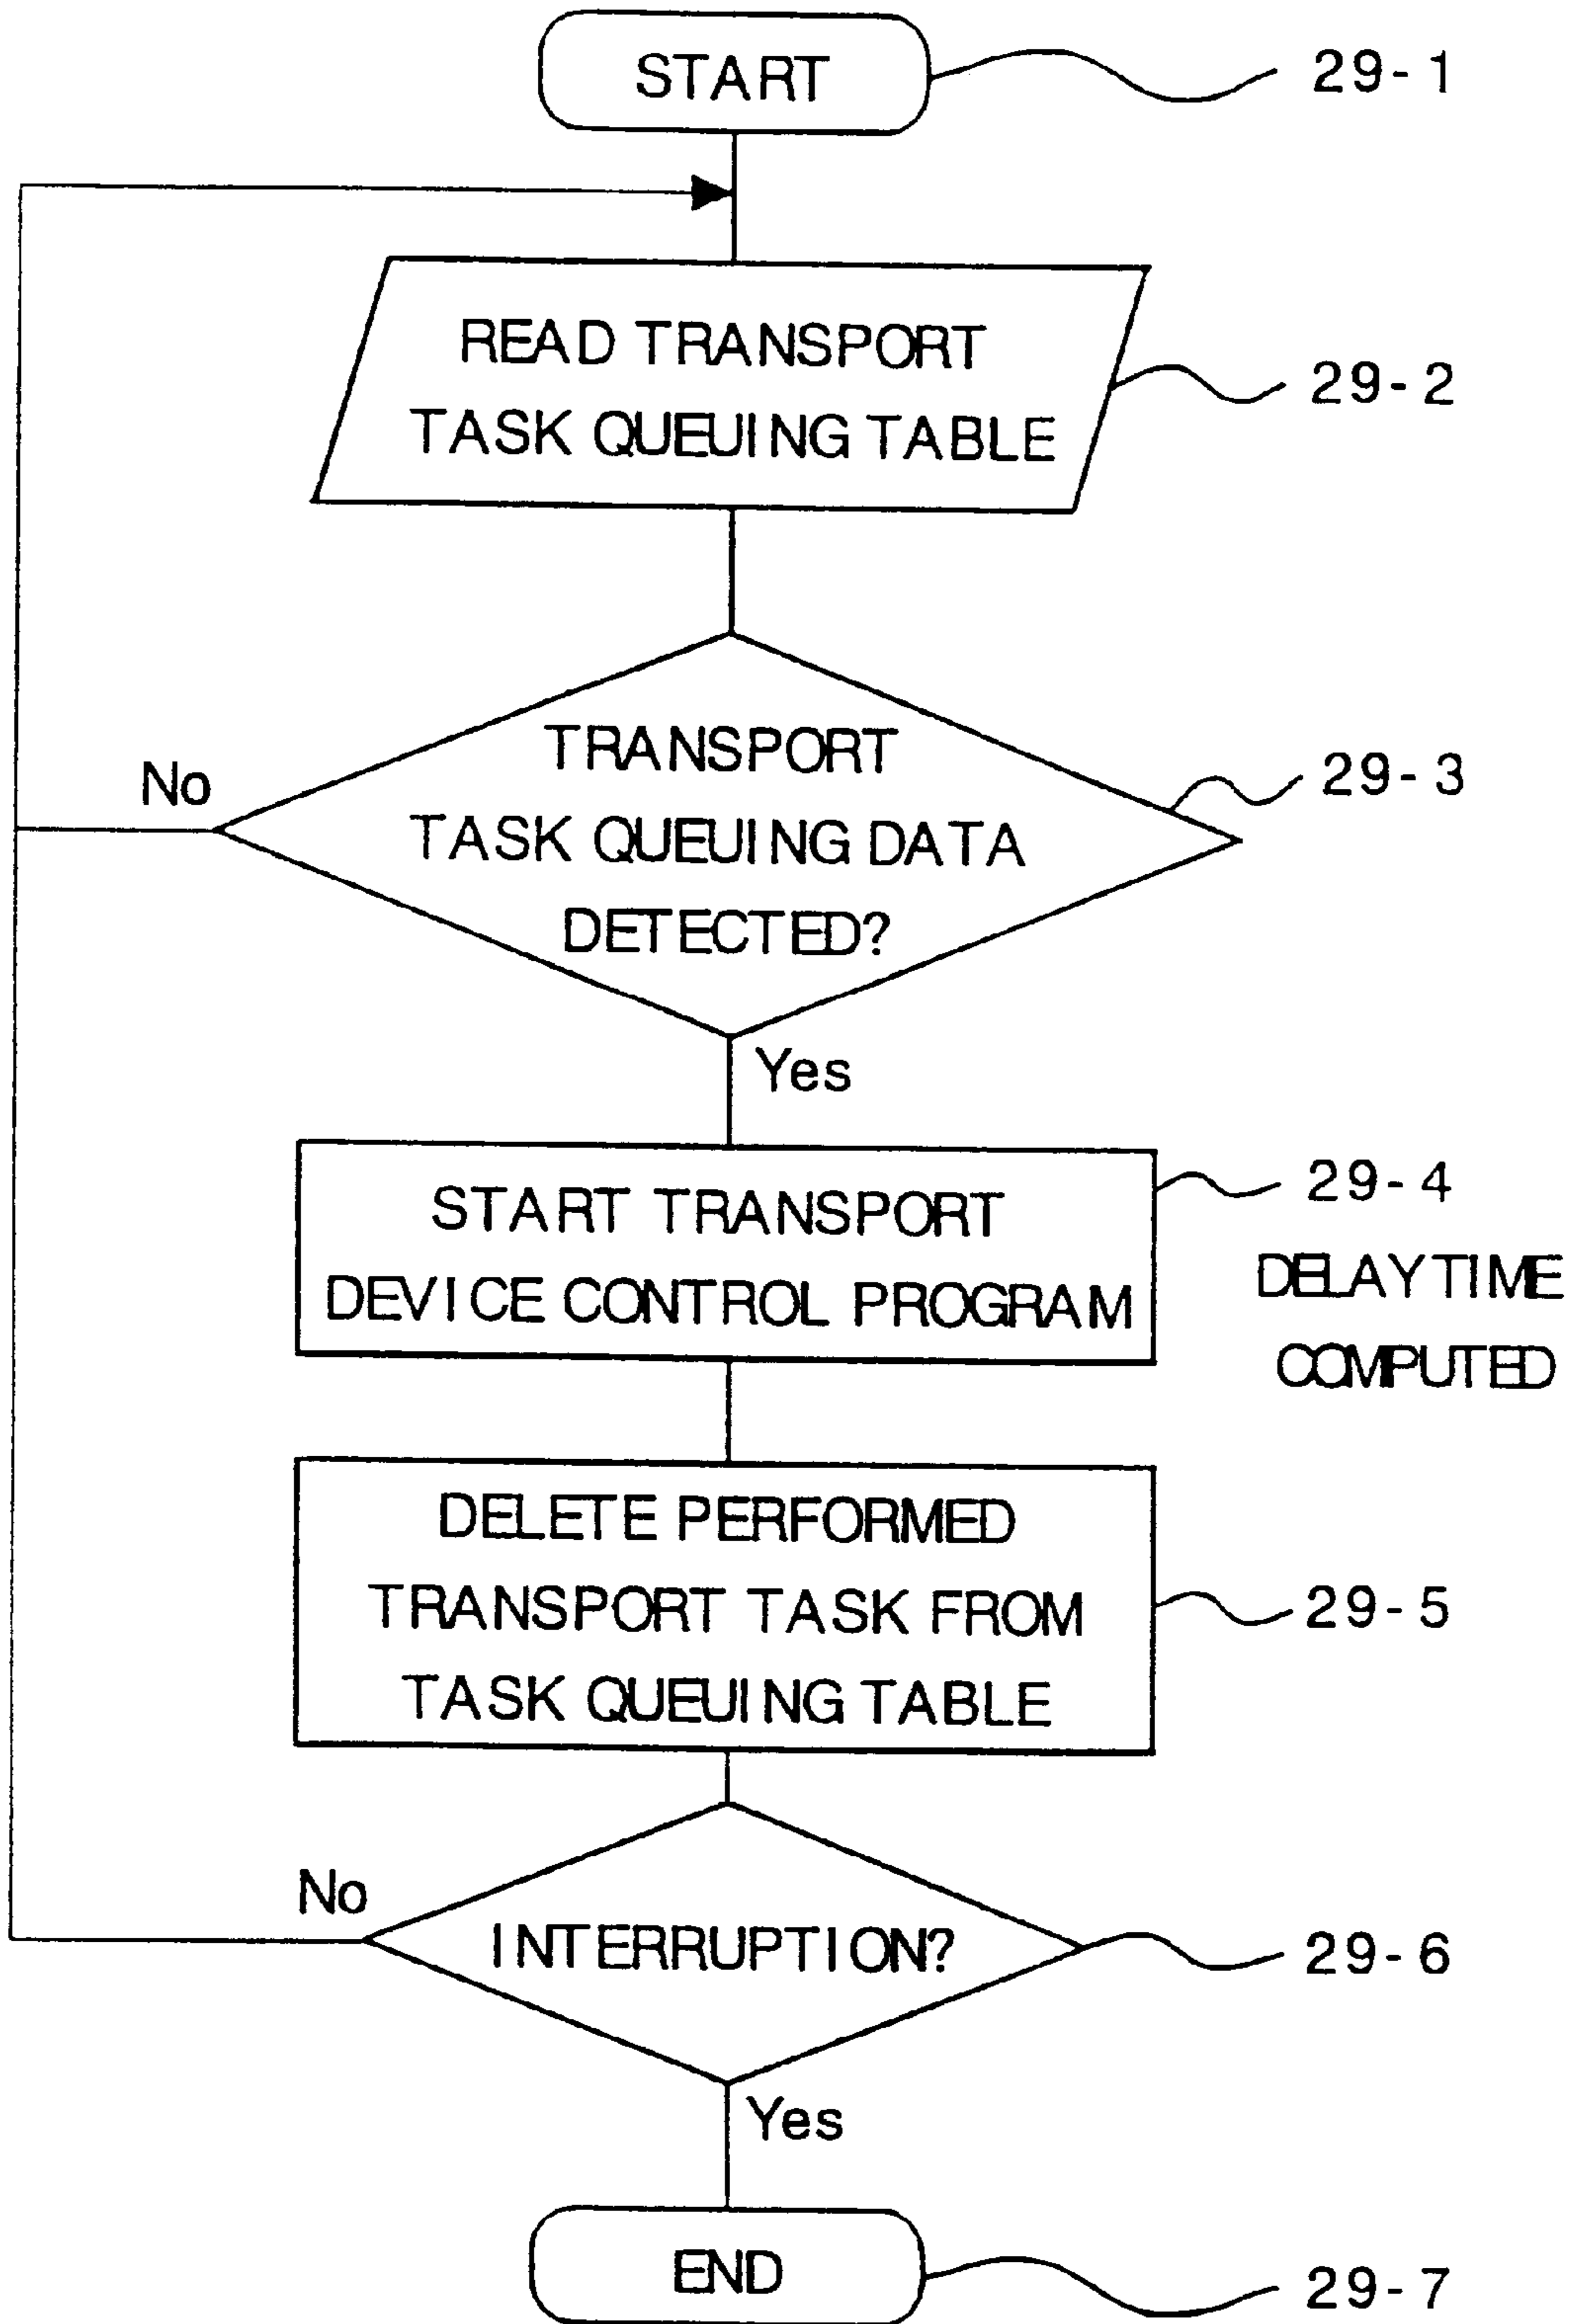 START
29-1
READ TRANSPORT
TASK QUEUING TABLE
29-2
TRANSPORT
TASK QUEUING DATA
DETECTED?
29-3
No
Yes
START TRANSPORT
DEVICE CONTROL PROGRAM
29-4
DELAY TIME
COMPUTED
DELETE PERFORMED
TRANSPORT TASK FROM
TASK QUEUING TABLE
29-5
No
INTERRUPTION?
29-6
Yes
END
29-7